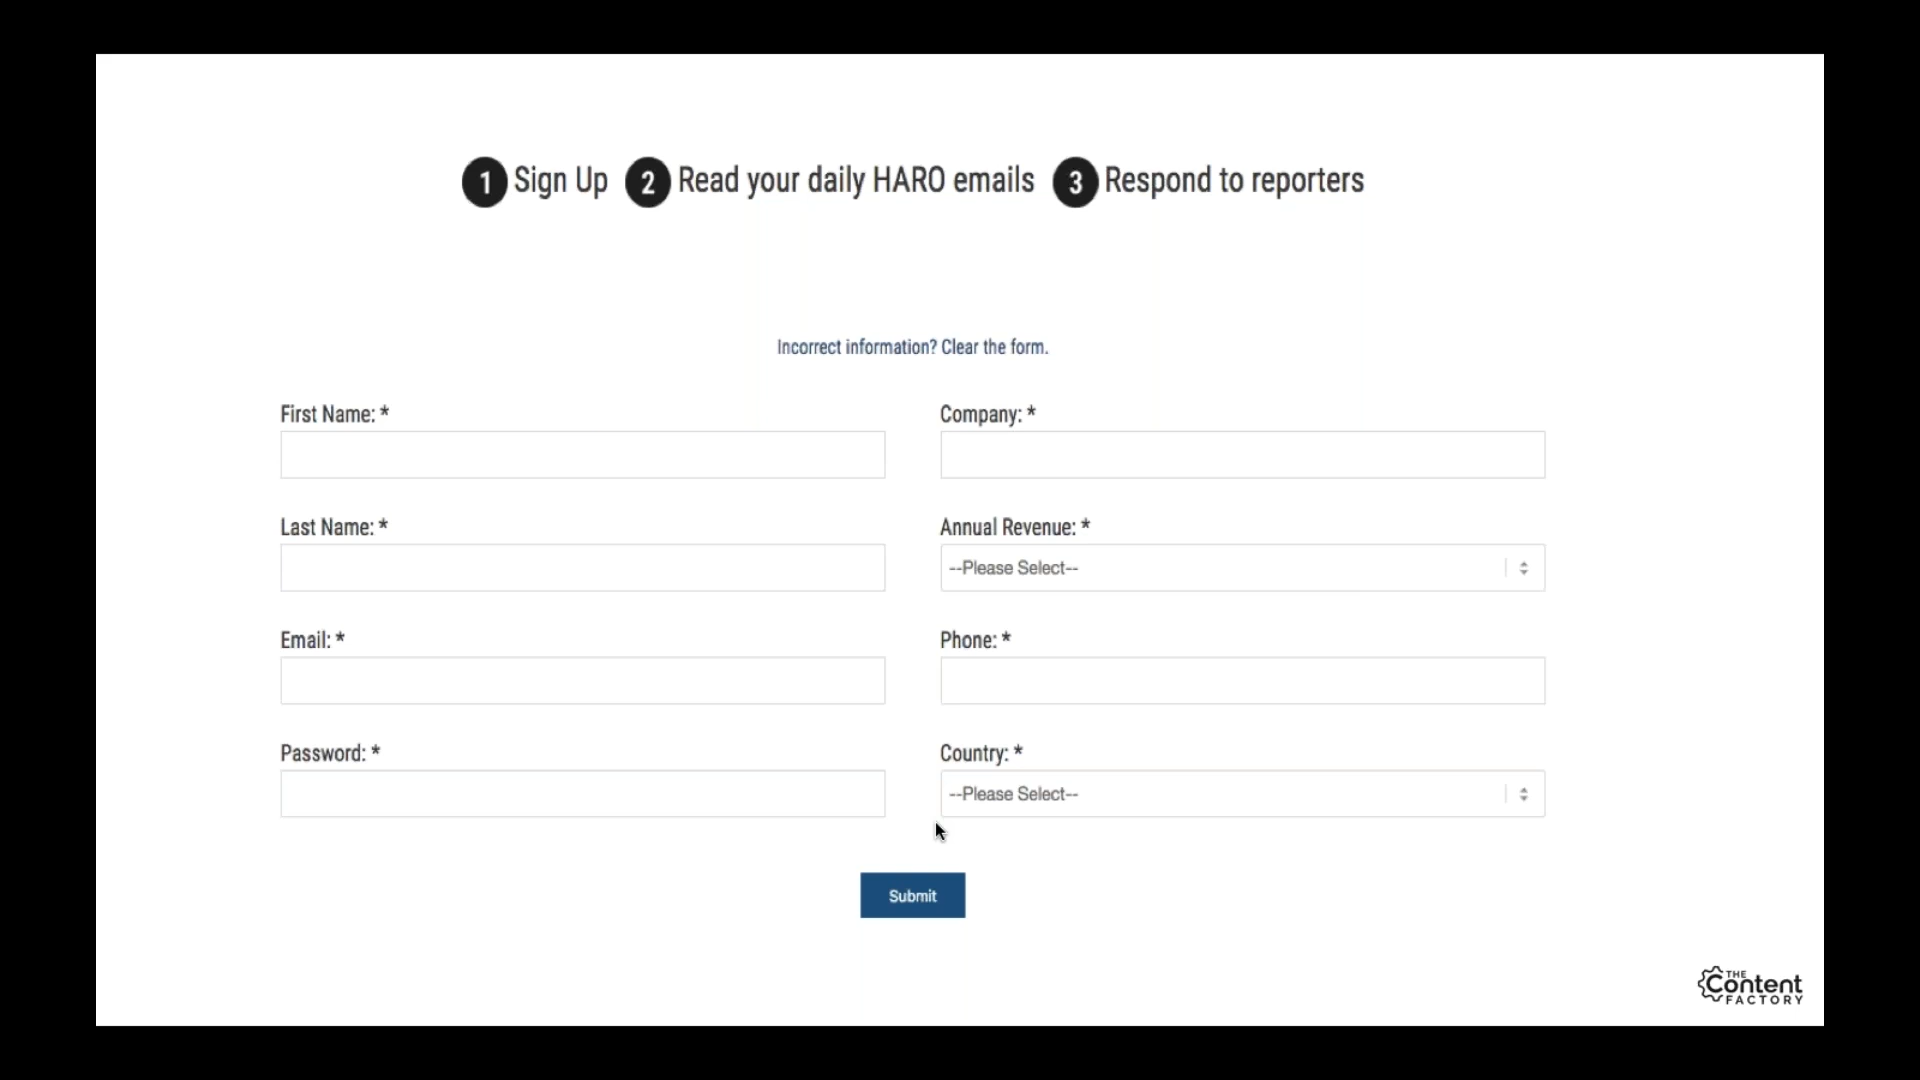 1 Sign Up 2 Read your daily HARO emails 3 Respond to reporters
Incorrect information? Clear the form.
First Name: *
Company: *
Last Name: *
Annual Revenue: *
--Please Select--
Email: *
Phone: *
Password: *
Country: *
--Please Select--
Submit
THE
Content
FACTORY